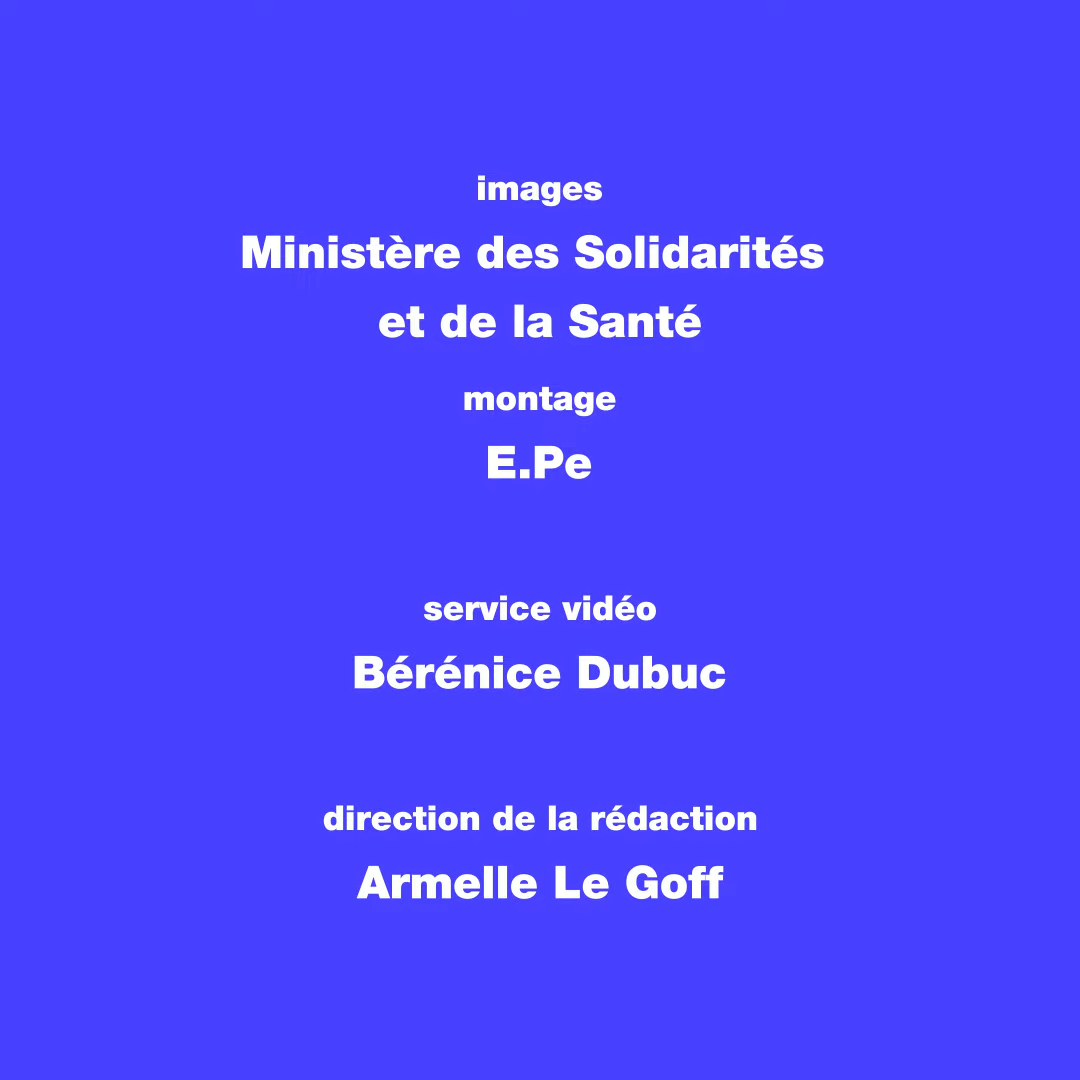 images
Ministère des Solidarités
et de la Santé
montage
E.Pe
service vidéo
Bérénice Dubuc
direction de la rédaction
Armelle Le Goff